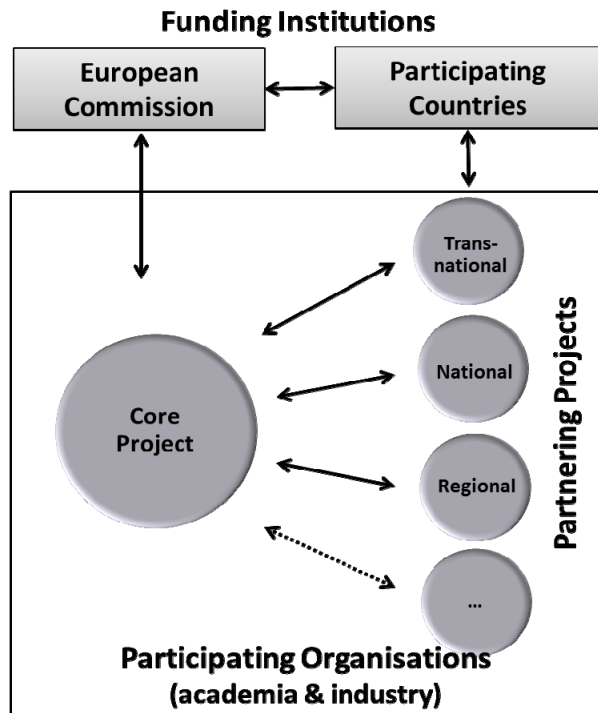 Funding Institutions
European
Commission
Participating
Countries
Trans-
national
National
Core
Project
Regional
...
Partnering Projects
Participating Organisations
(academia & industry)